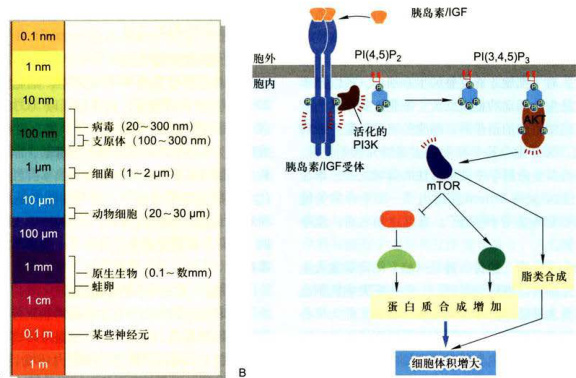 0.1 nm
1 nm
10 nm
100 nm
1 μm
10 μm
100 μm
1 mm
1 cm
0.1 m
1 m
病毒（20～300 nm）
支原体（100～300 nm）
细菌（1～2 μm）
动物细胞（20～30 μm）
原生生物（0.1～数mm）
蛙卵
某些神经元
B
胰岛素/IGF
胞外
胞内
PI(4,5)P₂
PI(3,4,5)P₃
活化的
PI3K
胰岛素/IGF受体
AKT
mTOR
脂类合成
蛋白质合成增加
细胞体积增大